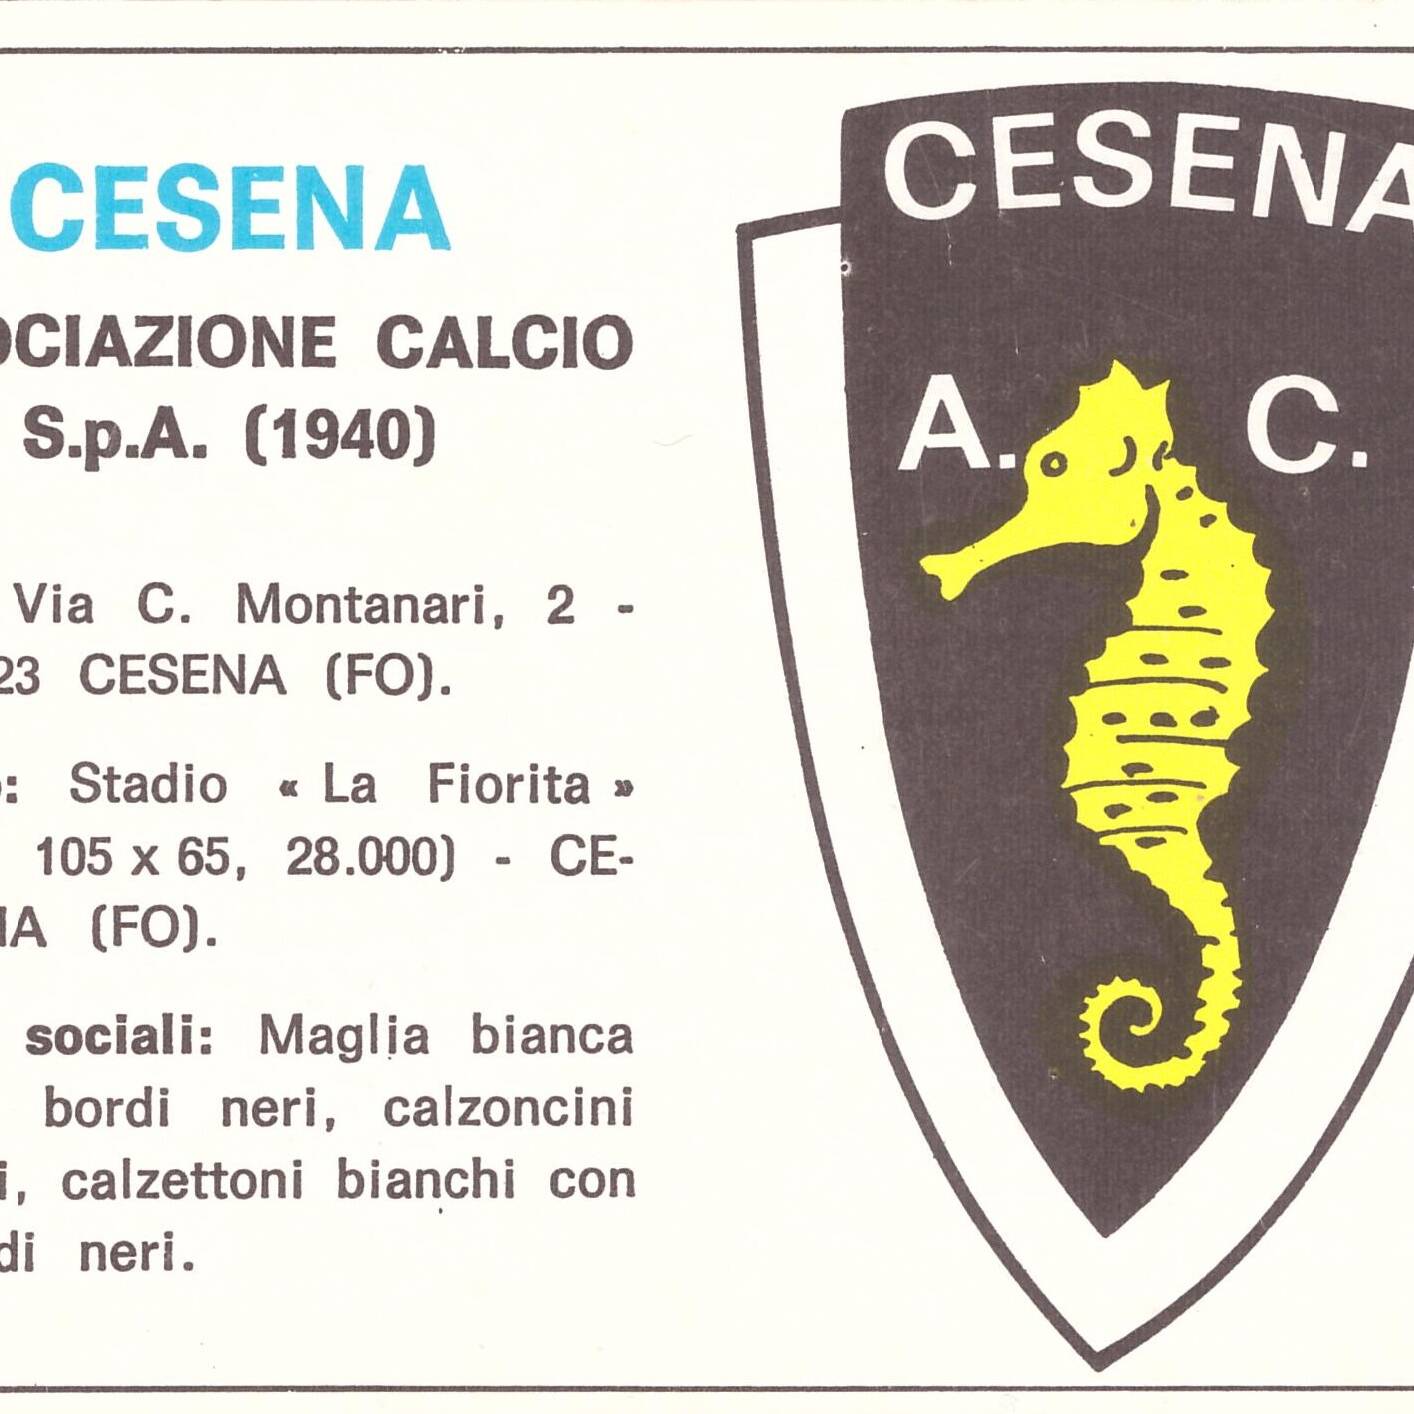 CESENA
OCIAZIONE CALCIO
S.p.A. (1940)
Via C. Montanari, 2 -
23 CESENA (FO).
: Stadio « La Fiorita »
105 x 65, 28.000) - CE-
NA (FO).
sociali: Maglia bianca
bordi neri, calzoncini
i, calzettoni bianchi con
di neri.
CESENA
A. C.